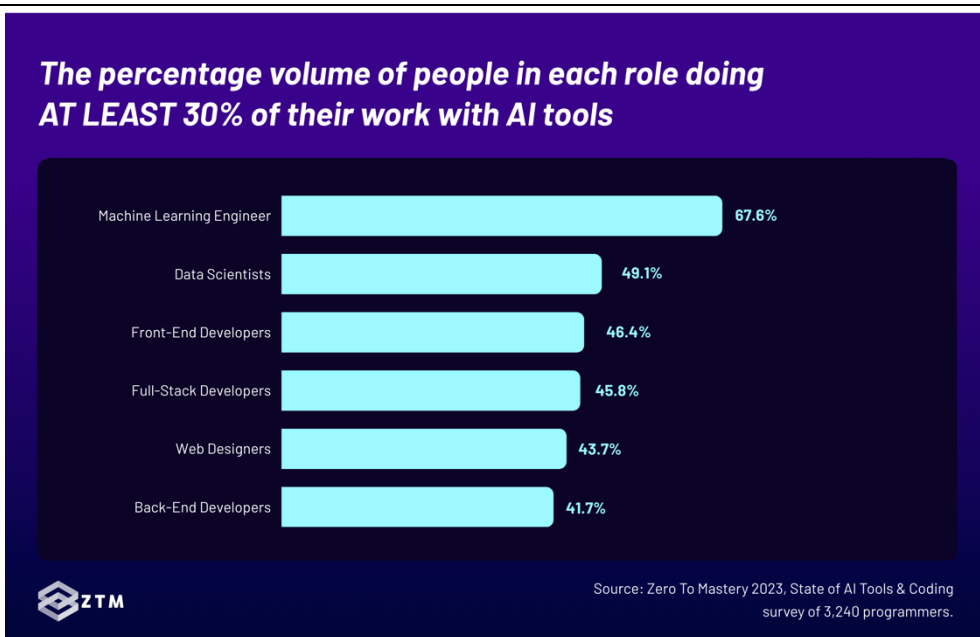 The percentage volume of people in each role doing
AT LEAST 30% of their work with AI tools
Machine Learning Engineer 67.6%
Data Scientists 49.1%
Front-End Developers 46.4%
Full-Stack Developers 45.8%
Web Designers 43.7%
Back-End Developers 41.7%
ZTM
Source: Zero To Mastery 2023, State of AI Tools & Coding
survey of 3,240 programmers.